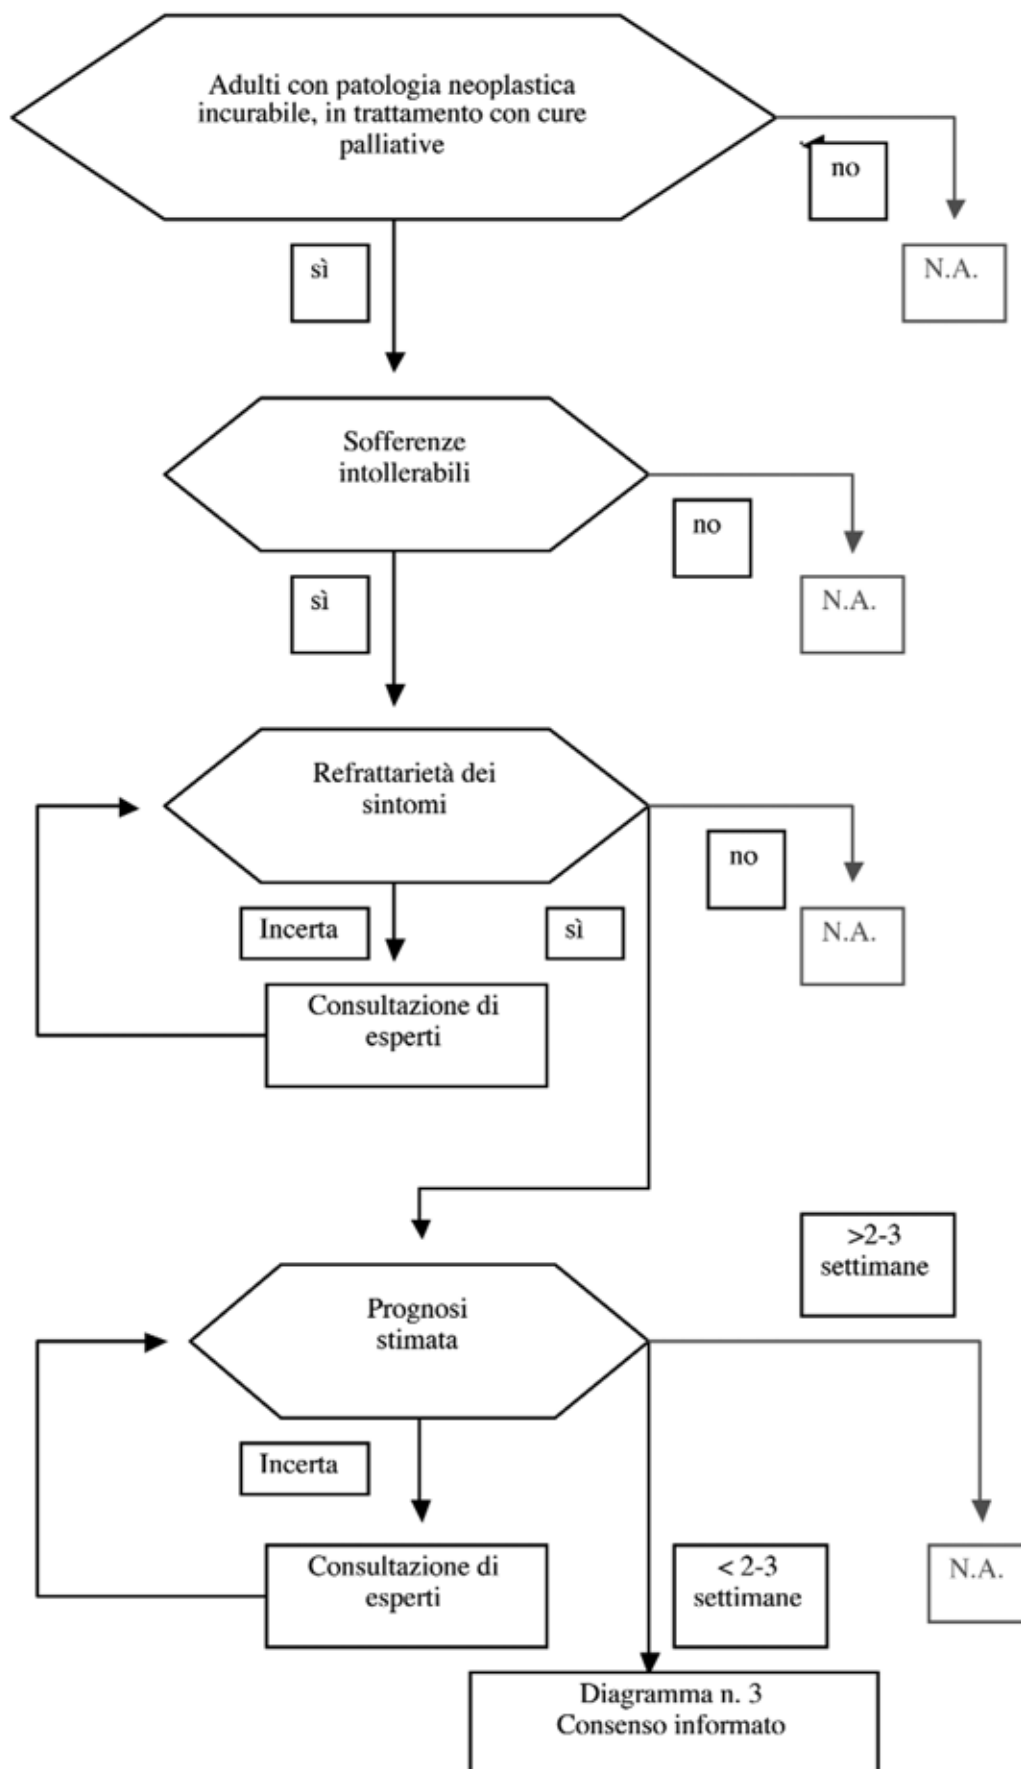 Adulti con patologia neoplastica
incurabile, in trattamento con cure
palliative
no
sì
N.A.
Sofferenze
intollerabili
no
sì
N.A.
Refrattarietà dei
sintomi
no
Incerta
sì
N.A.
Consultazione di
esperti
>2-3
settimane
Prognosi
stimata
Incerta
Consultazione di
esperti
< 2-3
settimane
N.A.
Diagramma n. 3
Consenso informato